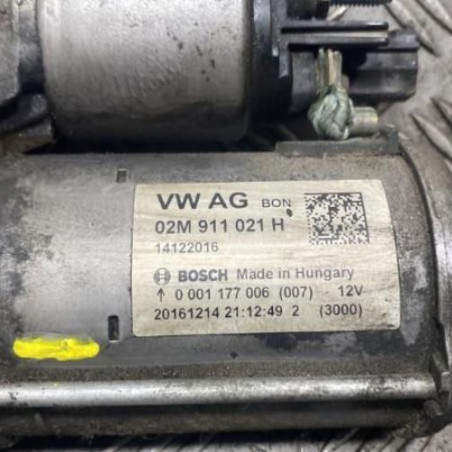 VW AG BON
02M 911 021 H
14122016
BOSCH Made in Hungary
↑ 0 001 177 006 (007) 12V
20161214 21:12:49 2 (3000)